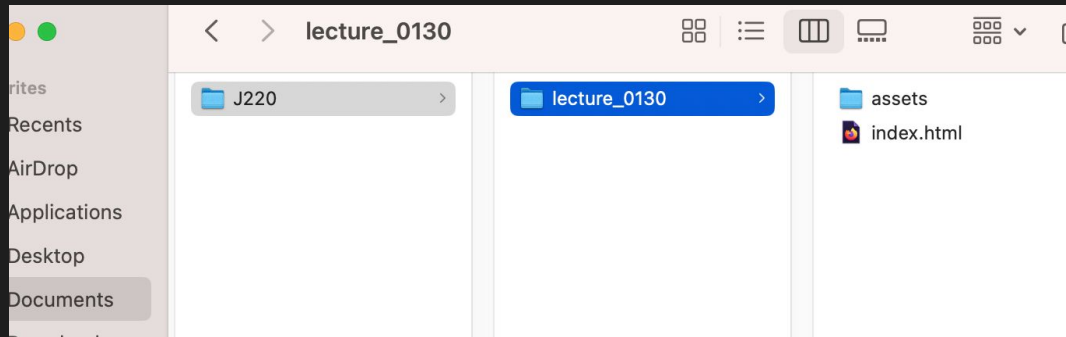 lecture_0130
rites
Recents
AirDrop
Applications
Desktop
Documents
J220
lecture_0130
assets
index.html